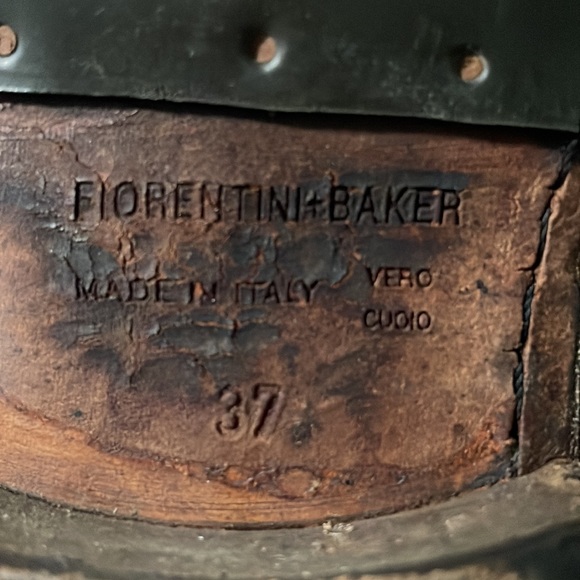 FIORENTINI+BAKER
MADE IN ITALY
VERO
CUOIO
37